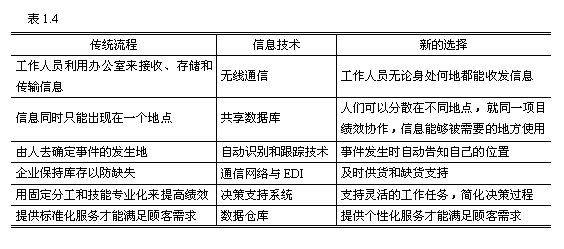 表 1.4
传统流程 信息技术 新的选择
工作人员利用办公室来接收、存储和
传输信息
无线通信
工作人员无论身处何地都能收发信息
信息同时只能出现在一个地点
共享数据库
人们可以分散在不同地点，就同一项目
绩效协作，信息能够被需要的地方使用
由人去确定事件的发生地 自动识别和跟踪技术 事件发生时自动告知自己的位置
企业保持库存以防缺失 通信网络与 EDI 及时供货和缺货支持
用固定分工和技能专业化来提高绩效 决策支持系统 支持灵活的工作任务，简化决策过程
提供标准化服务才能满足顾客需求 数据仓库 提供个性化服务才能满足顾客需求